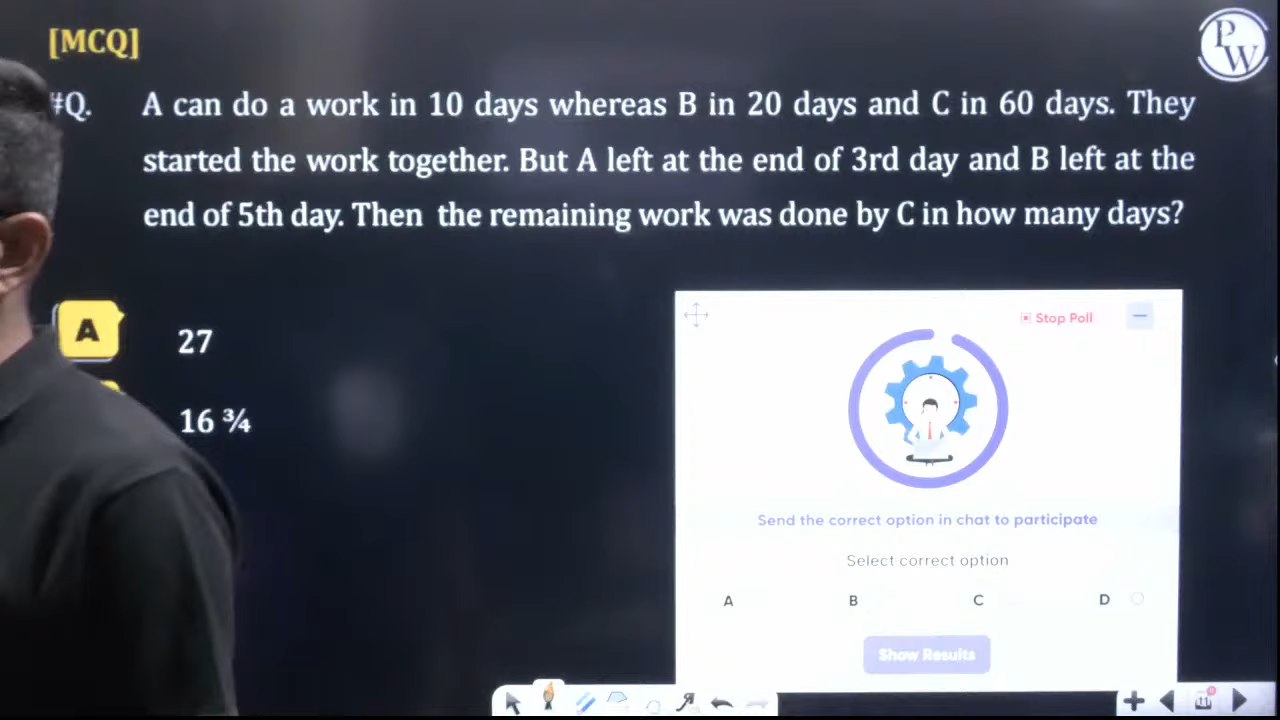 [MCQ]
P
W
#Q. A can do a work in 10 days whereas B in 20 days and C in 60 days. They
started the work together. But A left at the end of 3rd day and B left at the
end of 5th day. Then the remaining work was done by C in how many days?
A 27
16 ¾
Stop Poll
Send the correct option in chat to participate
Select correct option
A B C D
Show Results
11